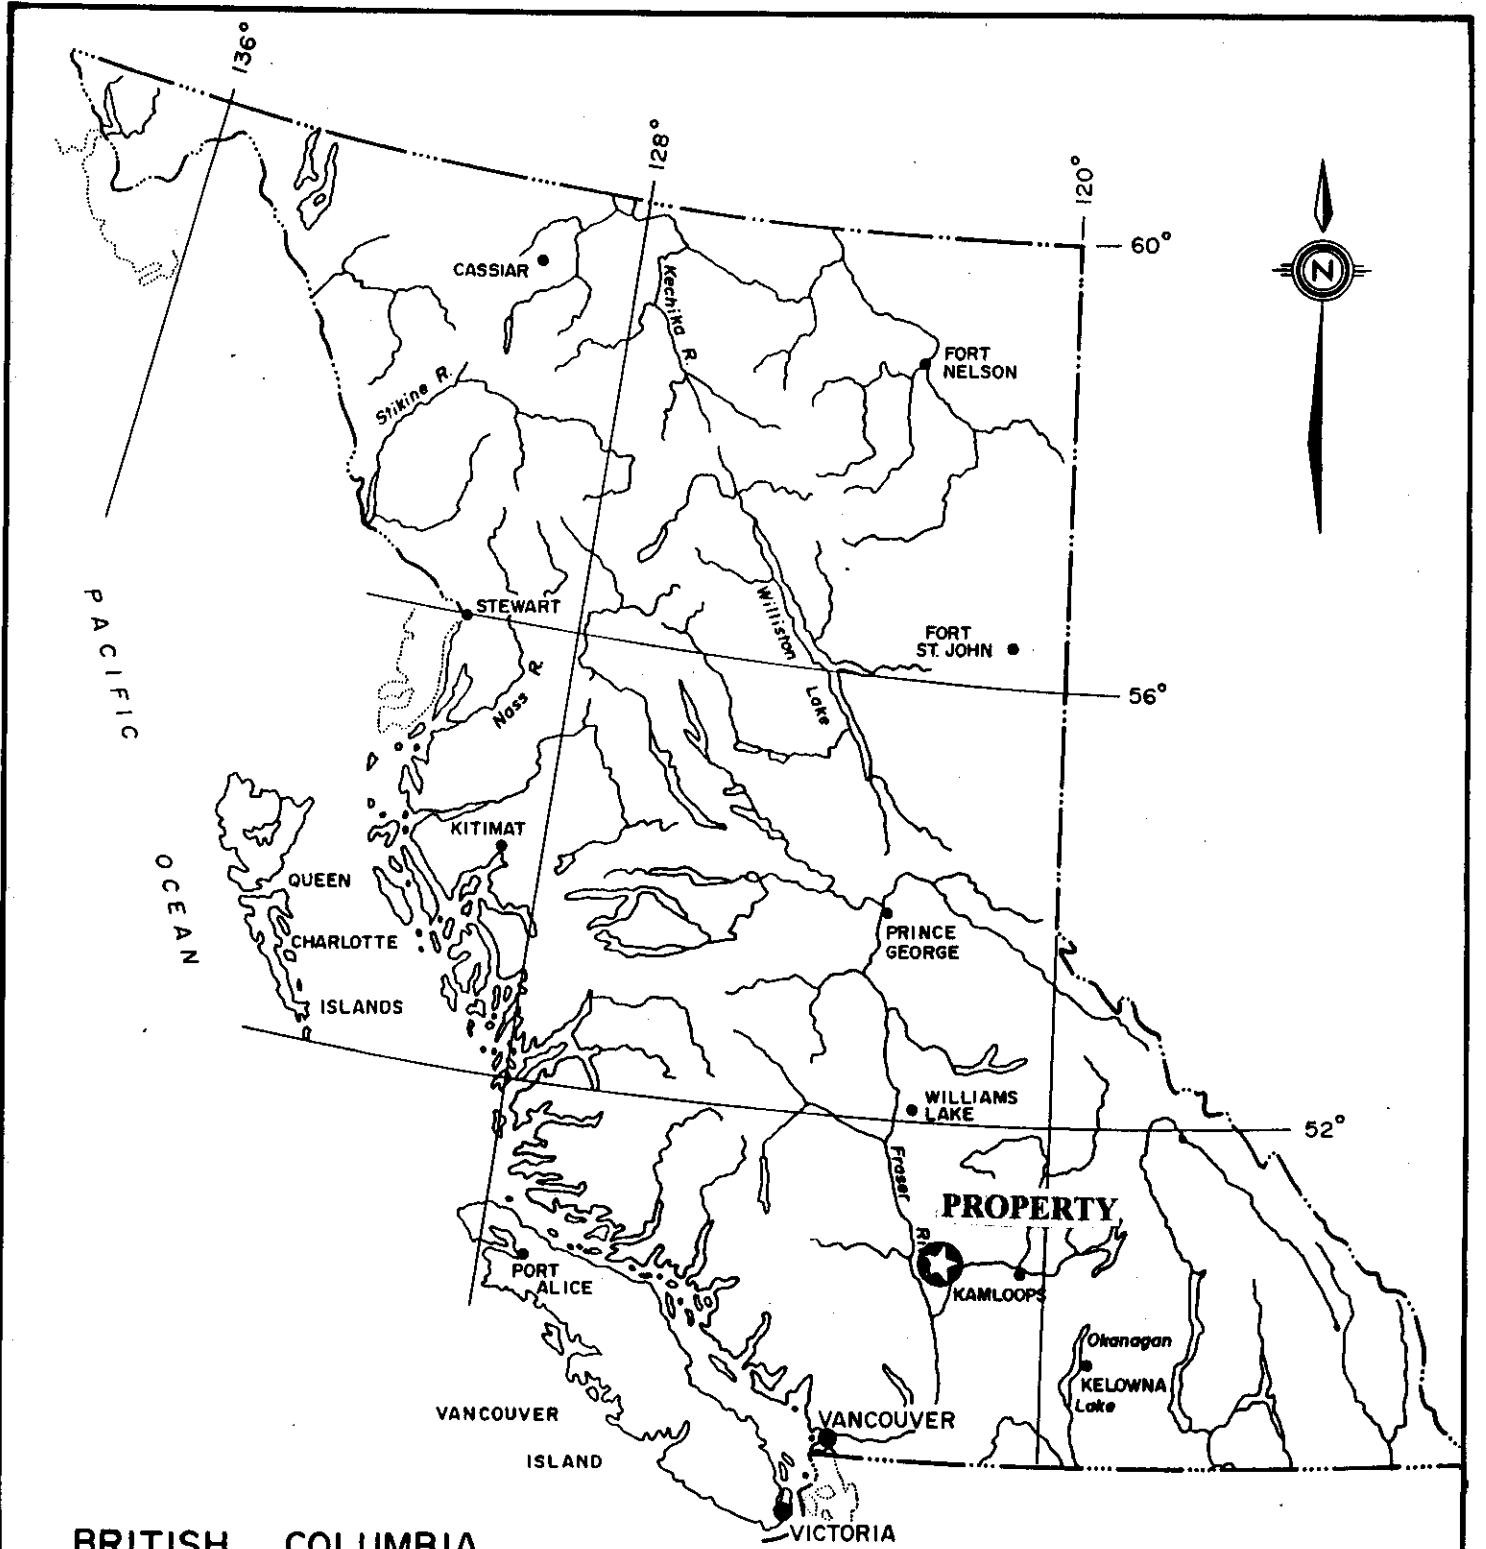 136°
128°
120°
60°
N
CASSIAR
Kechika R.
FORT
NELSON
Stikine R.
PACIFIC
STEWART
Williston
FORT
ST. JOHN
Nass R.
56°
Lake
KITIMAT
OCEAN
QUEEN
CHARLOTTE
PRINCE
GEORGE
ISLANDS
WILLIAMS
LAKE
52°
Fraser
PROPERTY
Ri
PORT
ALICE
KAMLOOPS
Okanagan
KELOWNA
Lake
VANCOUVER
VANCOUVER
ISLAND
VICTORIA
BRITISH COLUMBIA